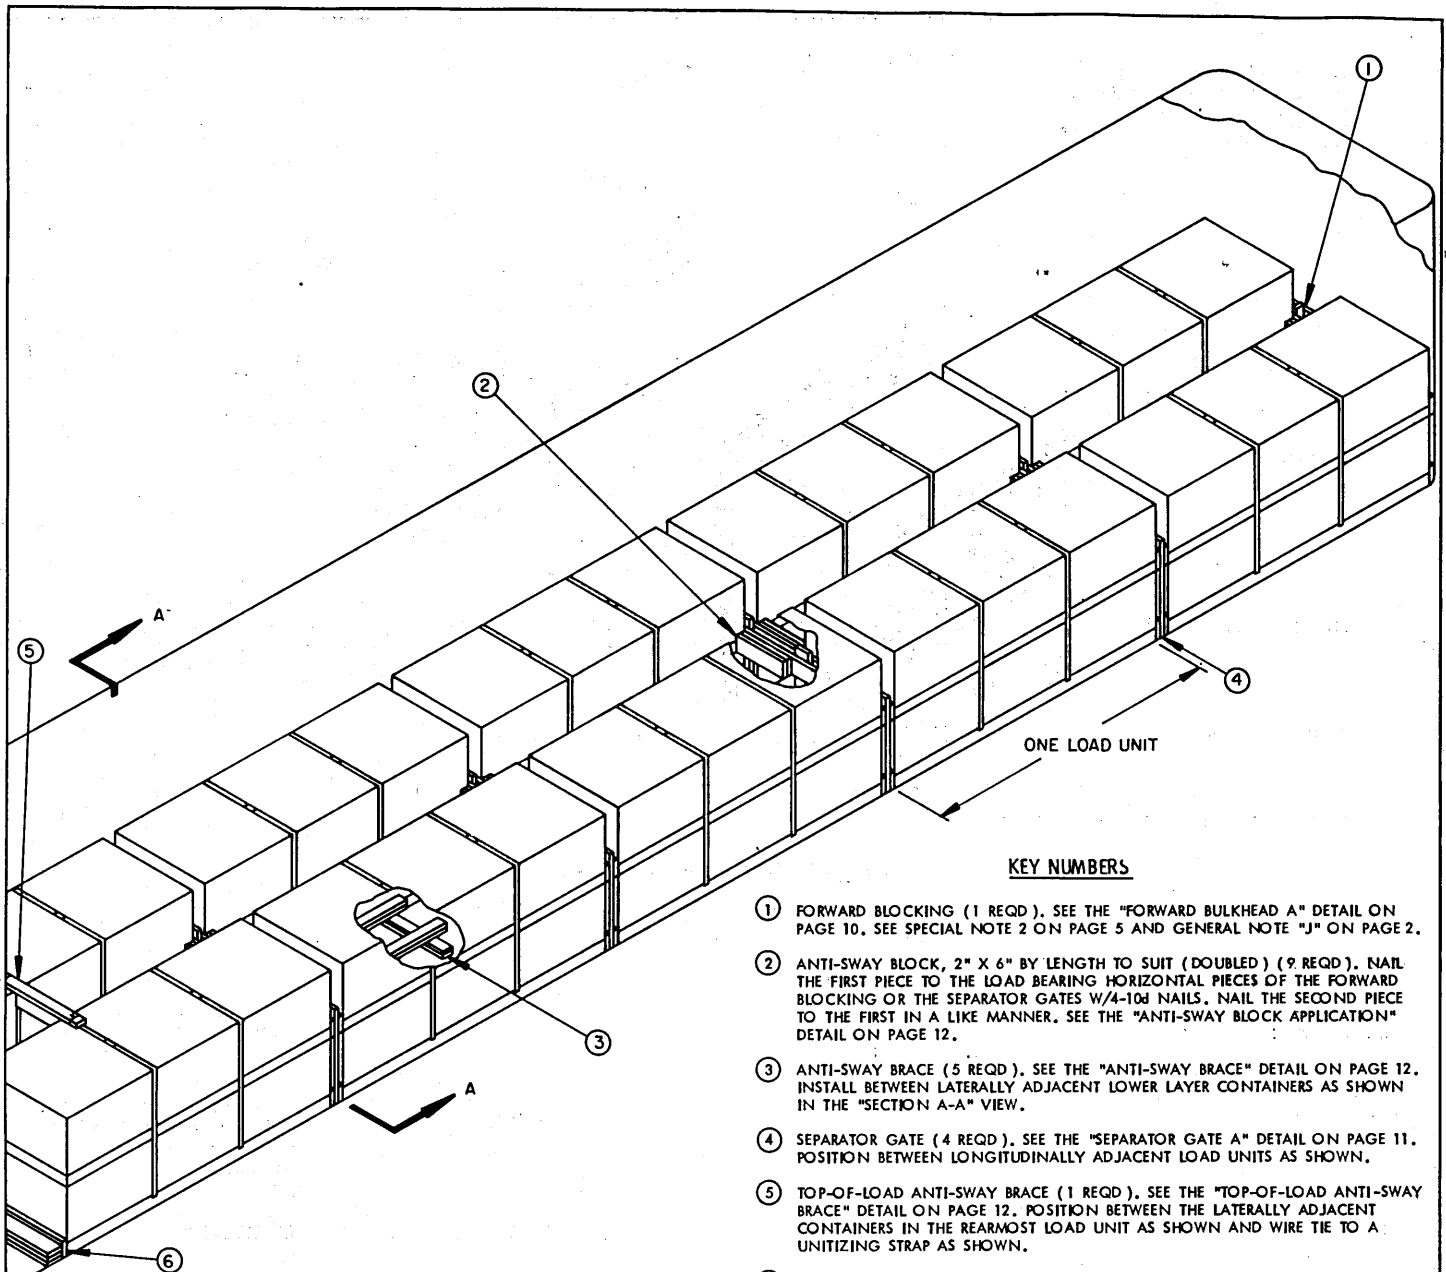 ①
②
A
⑤
④
ONE LOAD UNIT
③
A
⑥
KEY NUMBERS
① FORWARD BLOCKING (1 REQD). SEE THE "FORWARD BULKHEAD A" DETAIL ON
PAGE 10. SEE SPECIAL NOTE 2 ON PAGE 5 AND GENERAL NOTE "J" ON PAGE 2.
② ANTI-SWAY BLOCK, 2" X 6" BY LENGTH TO SUIT (DOUBLED) (9 REQD). NAIL
THE FIRST PIECE TO THE LOAD BEARING HORIZONTAL PIECES OF THE FORWARD
BLOCKING OR THE SEPARATOR GATES W/4-10d NAILS. NAIL THE SECOND PIECE
TO THE FIRST IN A LIKE MANNER. SEE THE "ANTI-SWAY BLOCK APPLICATION"
DETAIL ON PAGE 12.
③ ANTI-SWAY BRACE (5 REQD). SEE THE "ANTI-SWAY BRACE" DETAIL ON PAGE 12.
INSTALL BETWEEN LATERALLY ADJACENT LOWER LAYER CONTAINERS AS SHOWN
IN THE "SECTION A-A" VIEW.
④ SEPARATOR GATE (4 REQD). SEE THE "SEPARATOR GATE A" DETAIL ON PAGE 11.
POSITION BETWEEN LONGITUDINALLY ADJACENT LOAD UNITS AS SHOWN.
⑤ TOP-OF-LOAD ANTI-SWAY BRACE (1 REQD). SEE THE "TOP-OF-LOAD ANTI-SWAY
BRACE" DETAIL ON PAGE 12. POSITION BETWEEN THE LATERALLY ADJACENT
CONTAINERS IN THE REARMOST LOAD UNIT AS SHOWN AND WIRE TIE TO A
UNITIZING STRAP AS SHOWN.